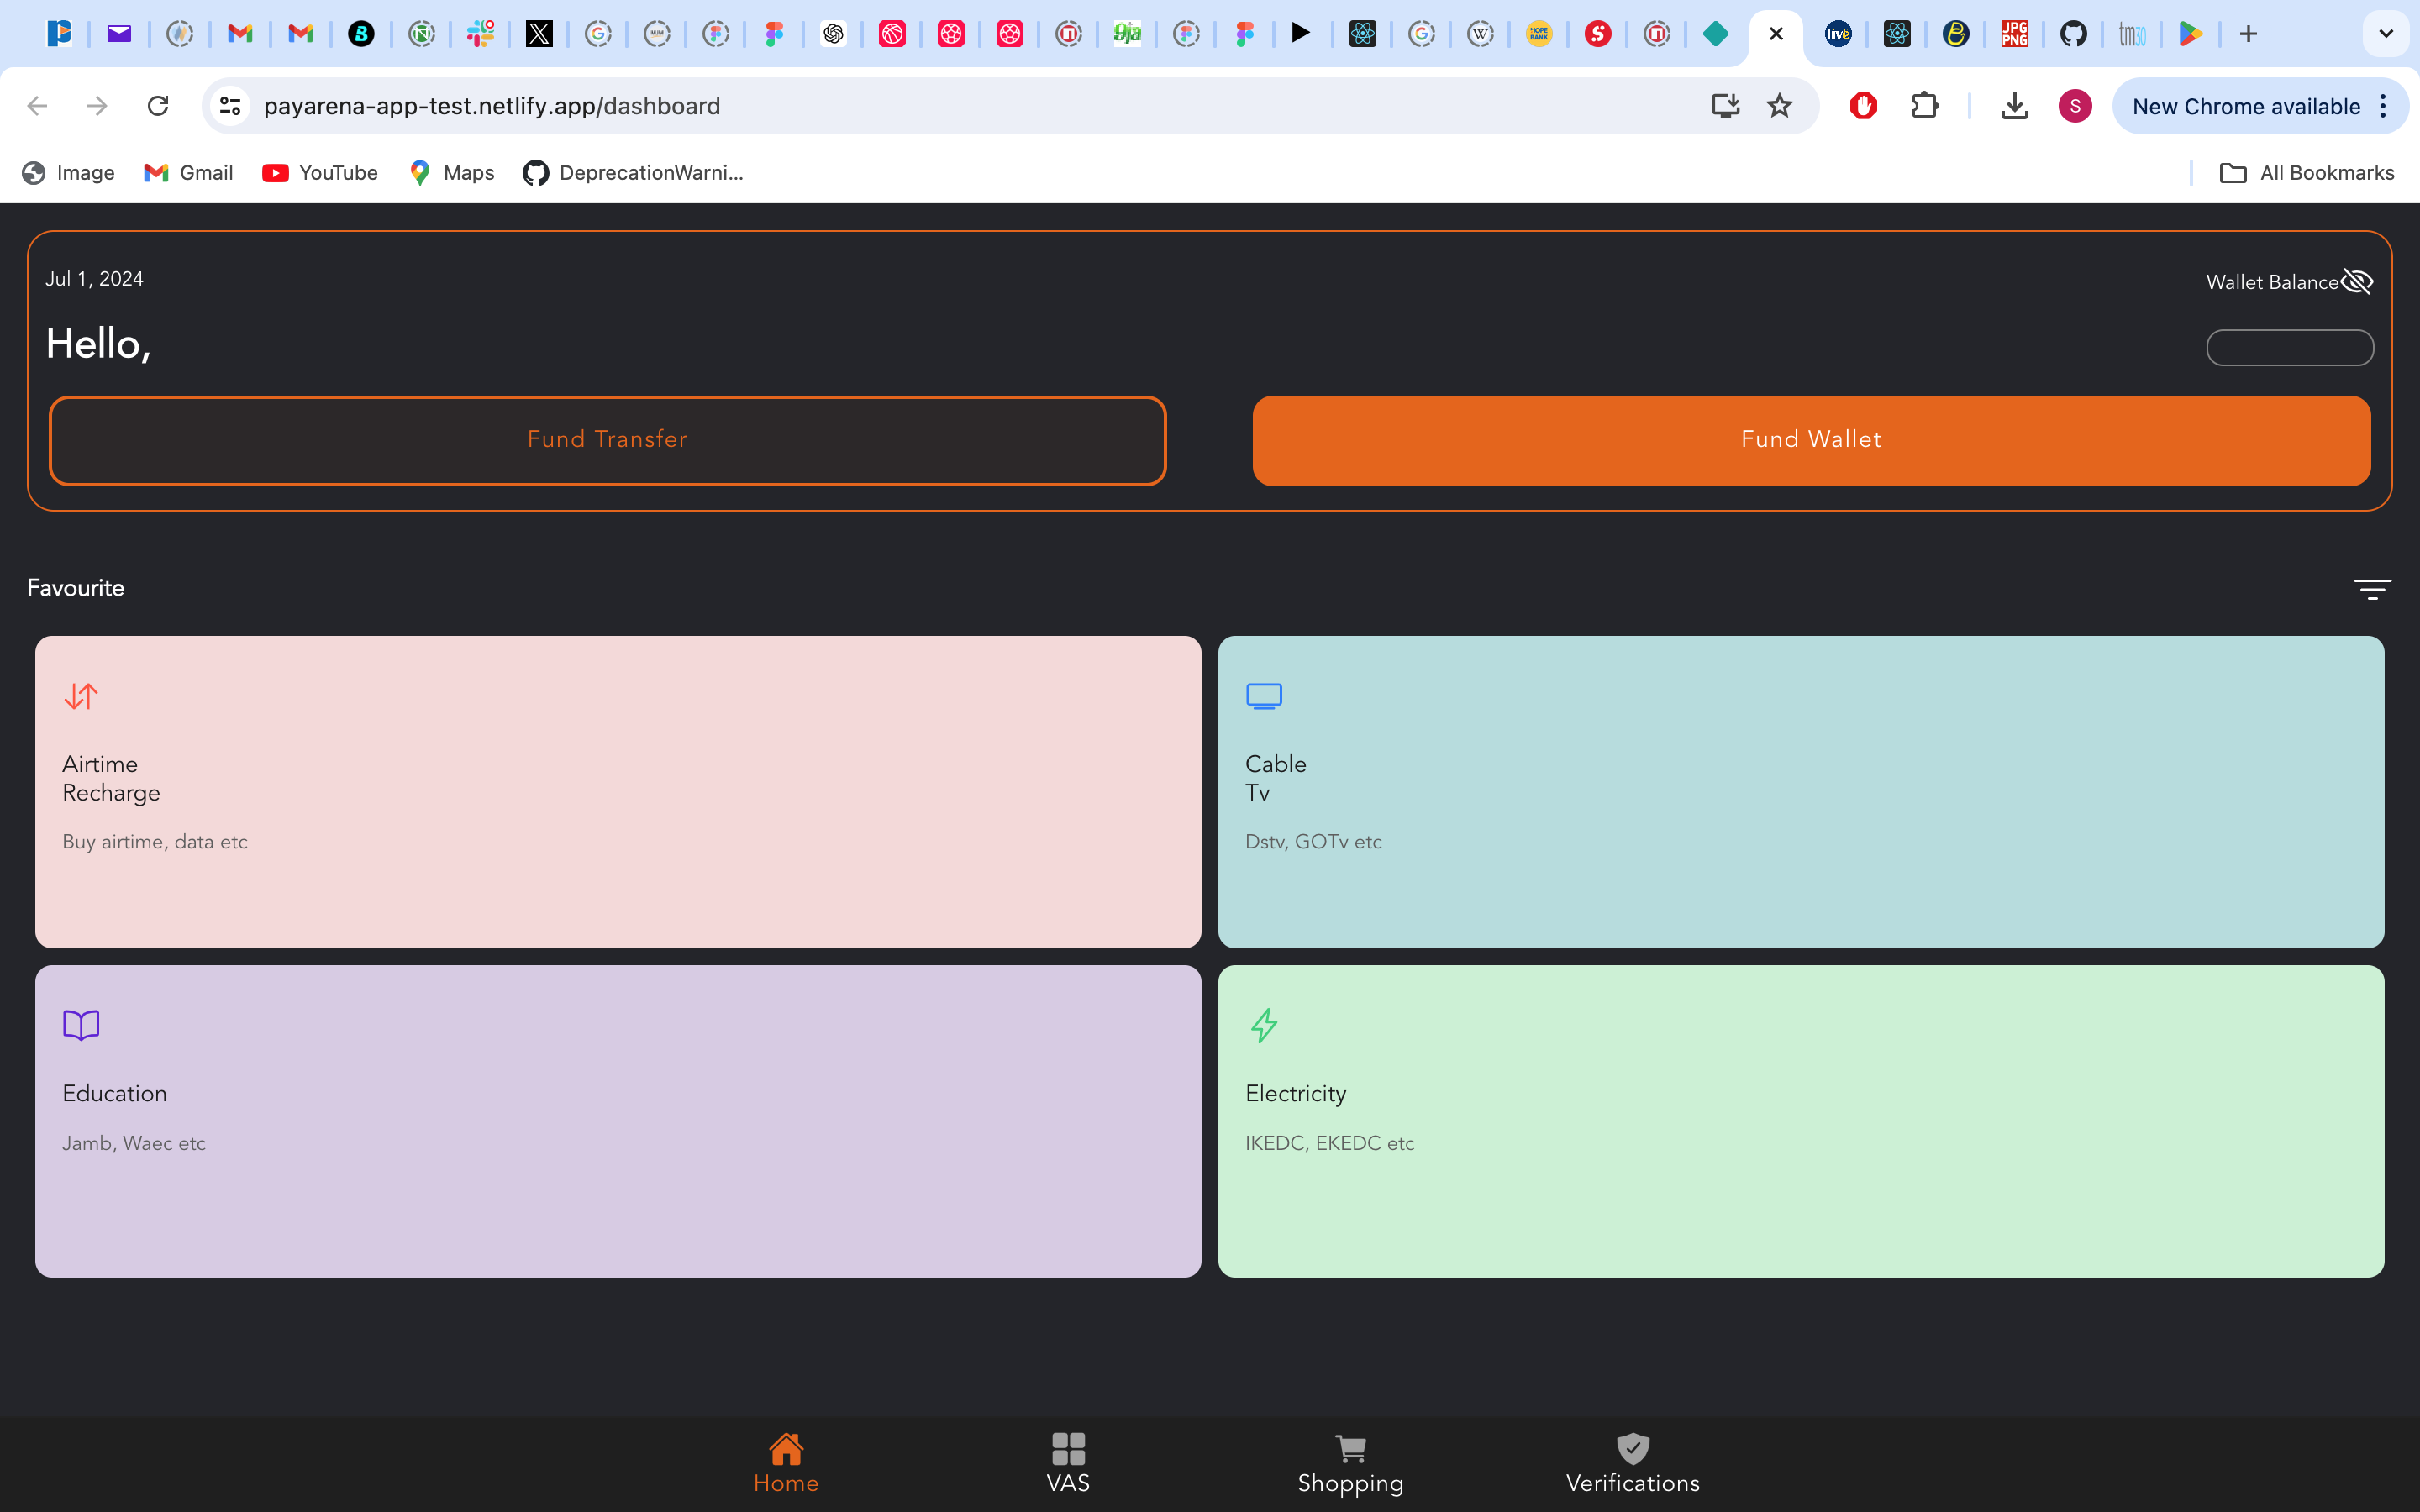 payarena-app-test.netlify.app/dashboard
New Chrome available
Image
Gmail
YouTube
Maps
DeprecationWarni...
All Bookmarks
Jul 1, 2024
Wallet Balance
Hello,
Fund Transfer
Fund Wallet
Favourite
Airtime
Recharge
Buy airtime, data etc
Cable
Tv
Dstv, GOTv etc
Education
Jamb, Waec etc
Electricity
IKEDC, EKEDC etc
Home
VAS
Shopping
Verifications